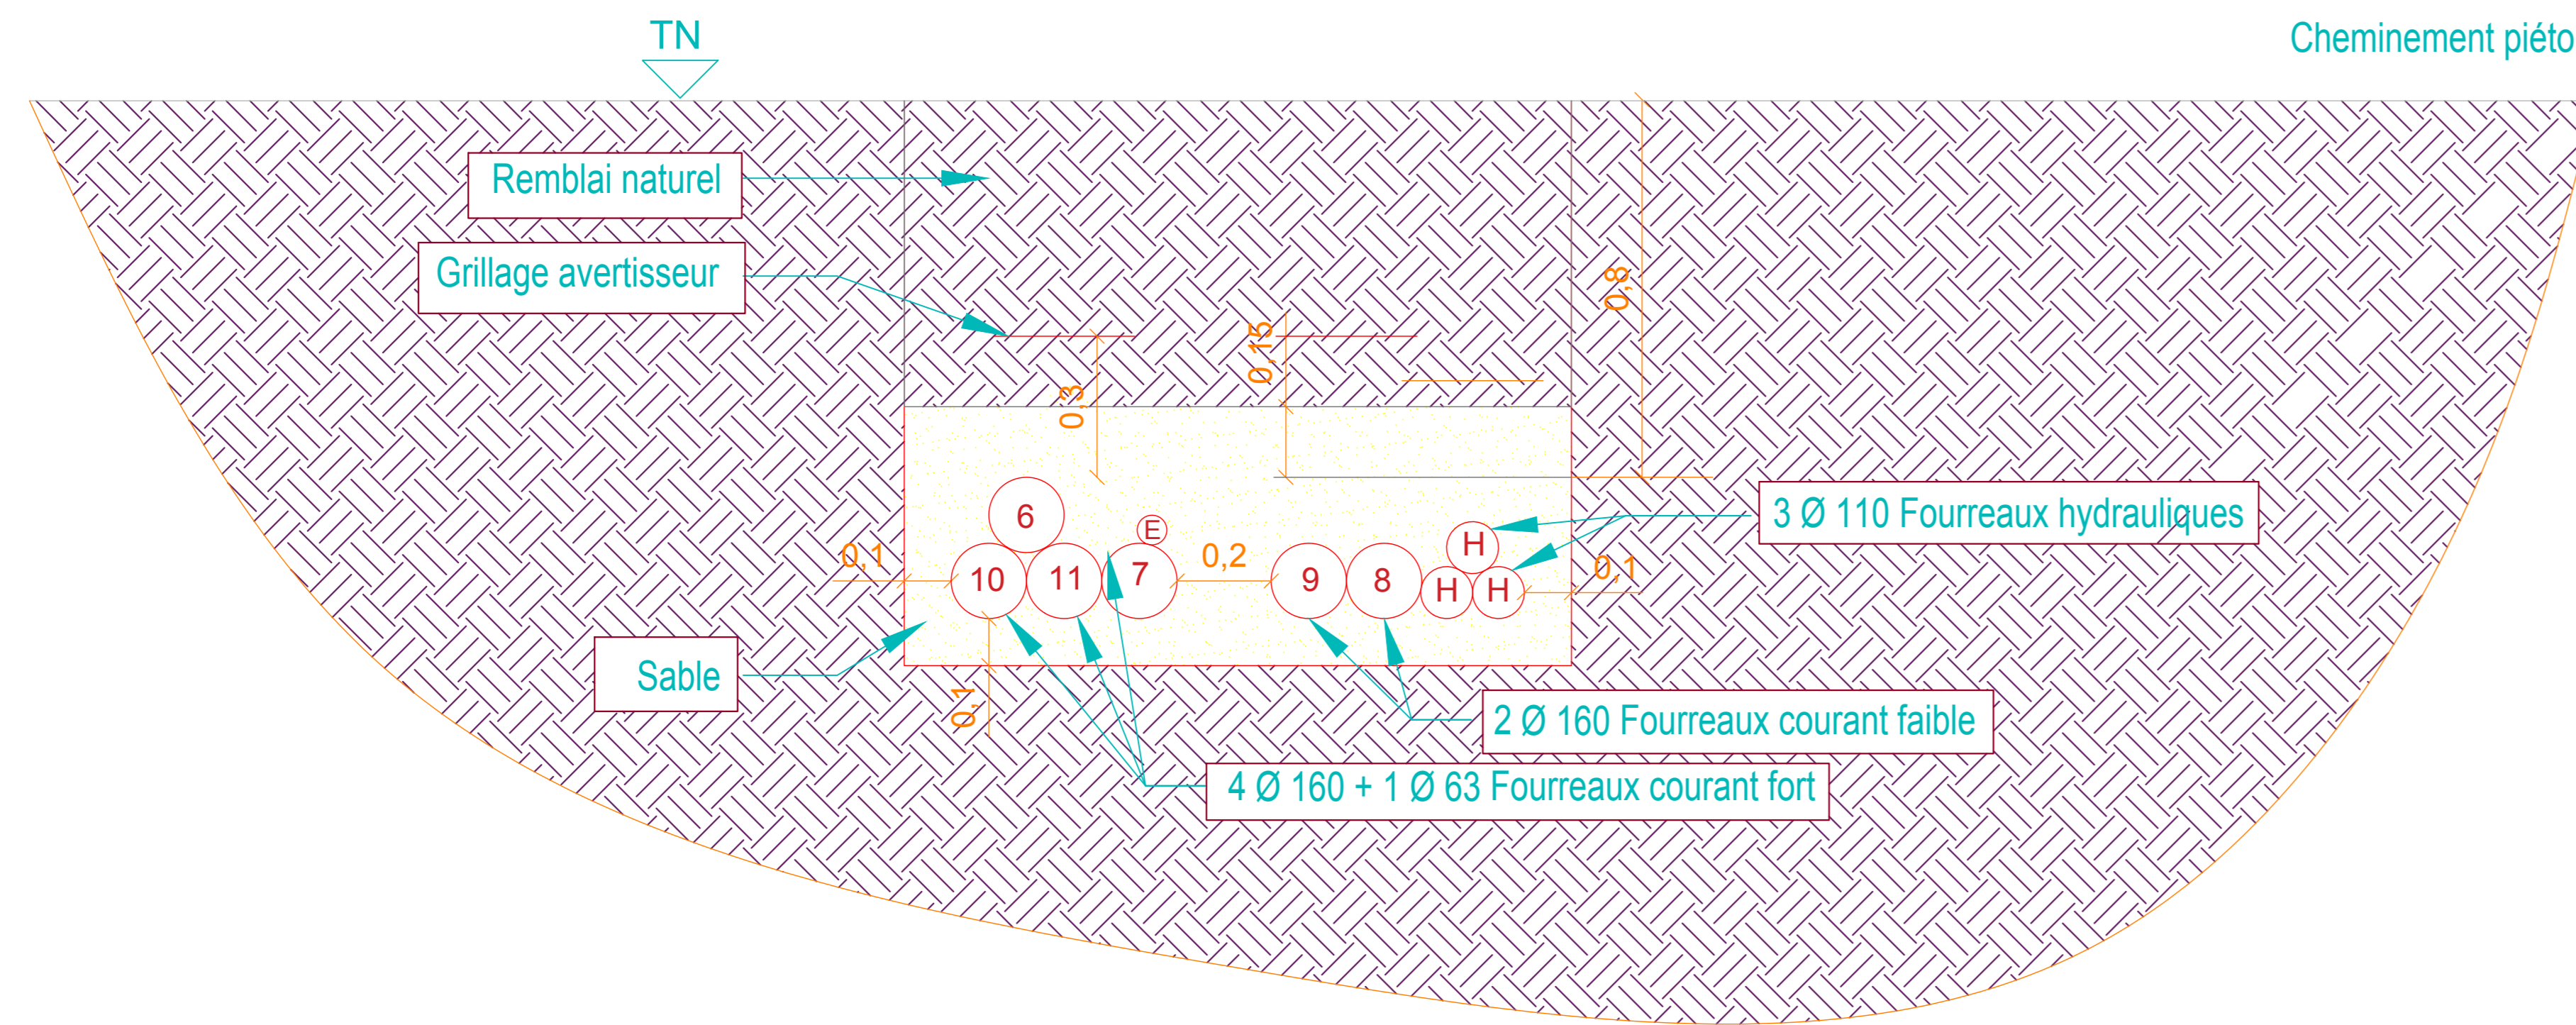 TN
Cheminement piéto
Remblai naturel
Grillage avertisseur
0,8
0,15
0,3
6
E
3 Ø 110 Fourreaux hydrauliques
0,1
10
11
7
0,2
9
8
H
H
H
0,1
Sable
0,1
2 Ø 160 Fourreaux courant faible
4 Ø 160 + 1 Ø 63 Fourreaux courant fort